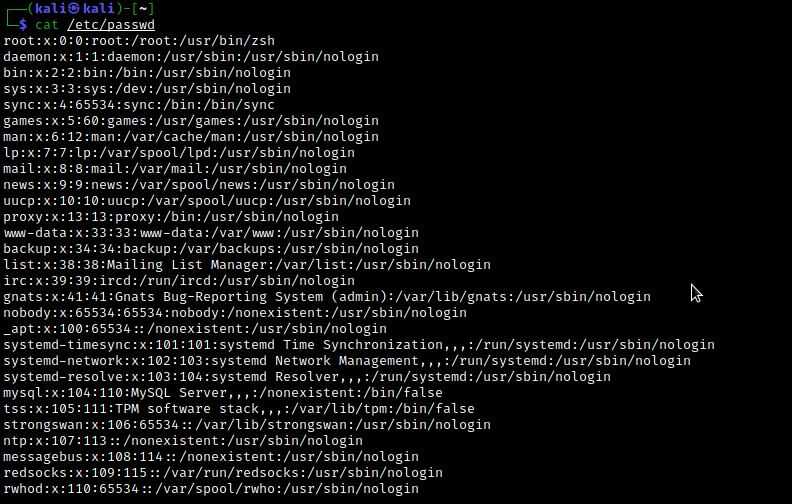 ┌──(kali㉿kali)-[~]
└─$ cat /etc/passwd
root:x:0:0:root:/root:/usr/bin/zsh
daemon:x:1:1:daemon:/usr/sbin:/usr/sbin/nologin
bin:x:2:2:bin:/bin:/usr/sbin/nologin
sys:x:3:3:sys:/dev:/usr/sbin/nologin
sync:x:4:65534:sync:/bin:/bin/sync
games:x:5:60:games:/usr/games:/usr/sbin/nologin
man:x:6:12:man:/var/cache/man:/usr/sbin/nologin
lp:x:7:7:lp:/var/spool/lpd:/usr/sbin/nologin
mail:x:8:8:mail:/var/mail:/usr/sbin/nologin
news:x:9:9:news:/var/spool/news:/usr/sbin/nologin
uucp:x:10:10:uucp:/var/spool/uucp:/usr/sbin/nologin
proxy:x:13:13:proxy:/bin:/usr/sbin/nologin
www-data:x:33:33:www-data:/var/www:/usr/sbin/nologin
backup:x:34:34:backup:/var/backups:/usr/sbin/nologin
list:x:38:38:Mailing List Manager:/var/list:/usr/sbin/nologin
irc:x:39:39:ircd:/run/ircd:/usr/sbin/nologin
gnats:x:41:41:Gnats Bug-Reporting System (admin):/var/lib/gnats:/usr/sbin/nologin
nobody:x:65534:65534:nobody:/nonexistent:/usr/sbin/nologin
_apt:x:100:65534::/nonexistent:/usr/sbin/nologin
systemd-timesync:x:101:101:systemd Time Synchronization,,,:/run/systemd:/usr/sbin/nologin
systemd-network:x:102:103:systemd Network Management,,,:/run/systemd:/usr/sbin/nologin
systemd-resolve:x:103:104:systemd Resolver,,,:/run/systemd:/usr/sbin/nologin
mysql:x:104:110:MySQL Server,,,:/nonexistent:/bin/false
tss:x:105:111:TPM software stack,,,:/var/lib/tpm:/bin/false
strongswan:x:106:65534::/var/lib/strongswan:/usr/sbin/nologin
ntp:x:107:113::/nonexistent:/usr/sbin/nologin
messagebus:x:108:114::/nonexistent:/usr/sbin/nologin
redsocks:x:109:115::/var/run/redsocks:/usr/sbin/nologin
rwhod:x:110:65534::/var/spool/rwho:/usr/sbin/nologin